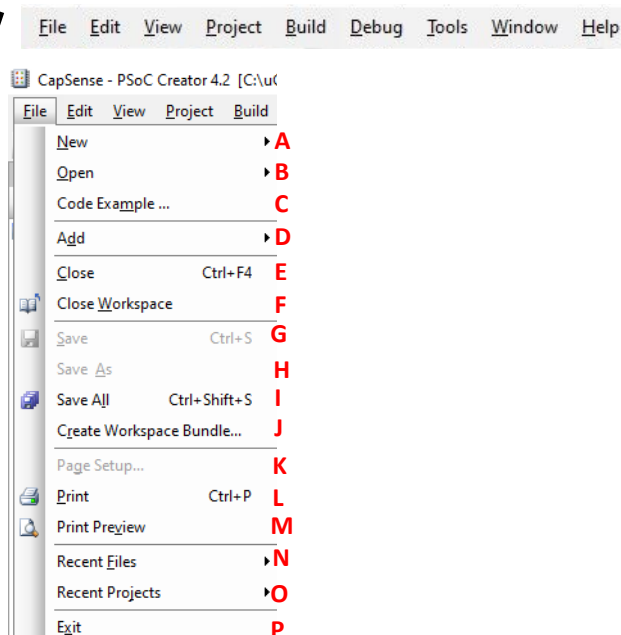 File Edit View Project Build Debug Tools Window Help
CapSense - PSoC Creator 4.2 [C:\u
File Edit View Project Build
New A
Open B
Code Example ... C
Add D
Close Ctrl+F4 E
Close Workspace F
Save Ctrl+S G
Save As H
Save All Ctrl+Shift+S I
Create Workspace Bundle... J
Page Setup... K
Print Ctrl+P L
Print Preview M
Recent Files N
Recent Projects O
Exit P